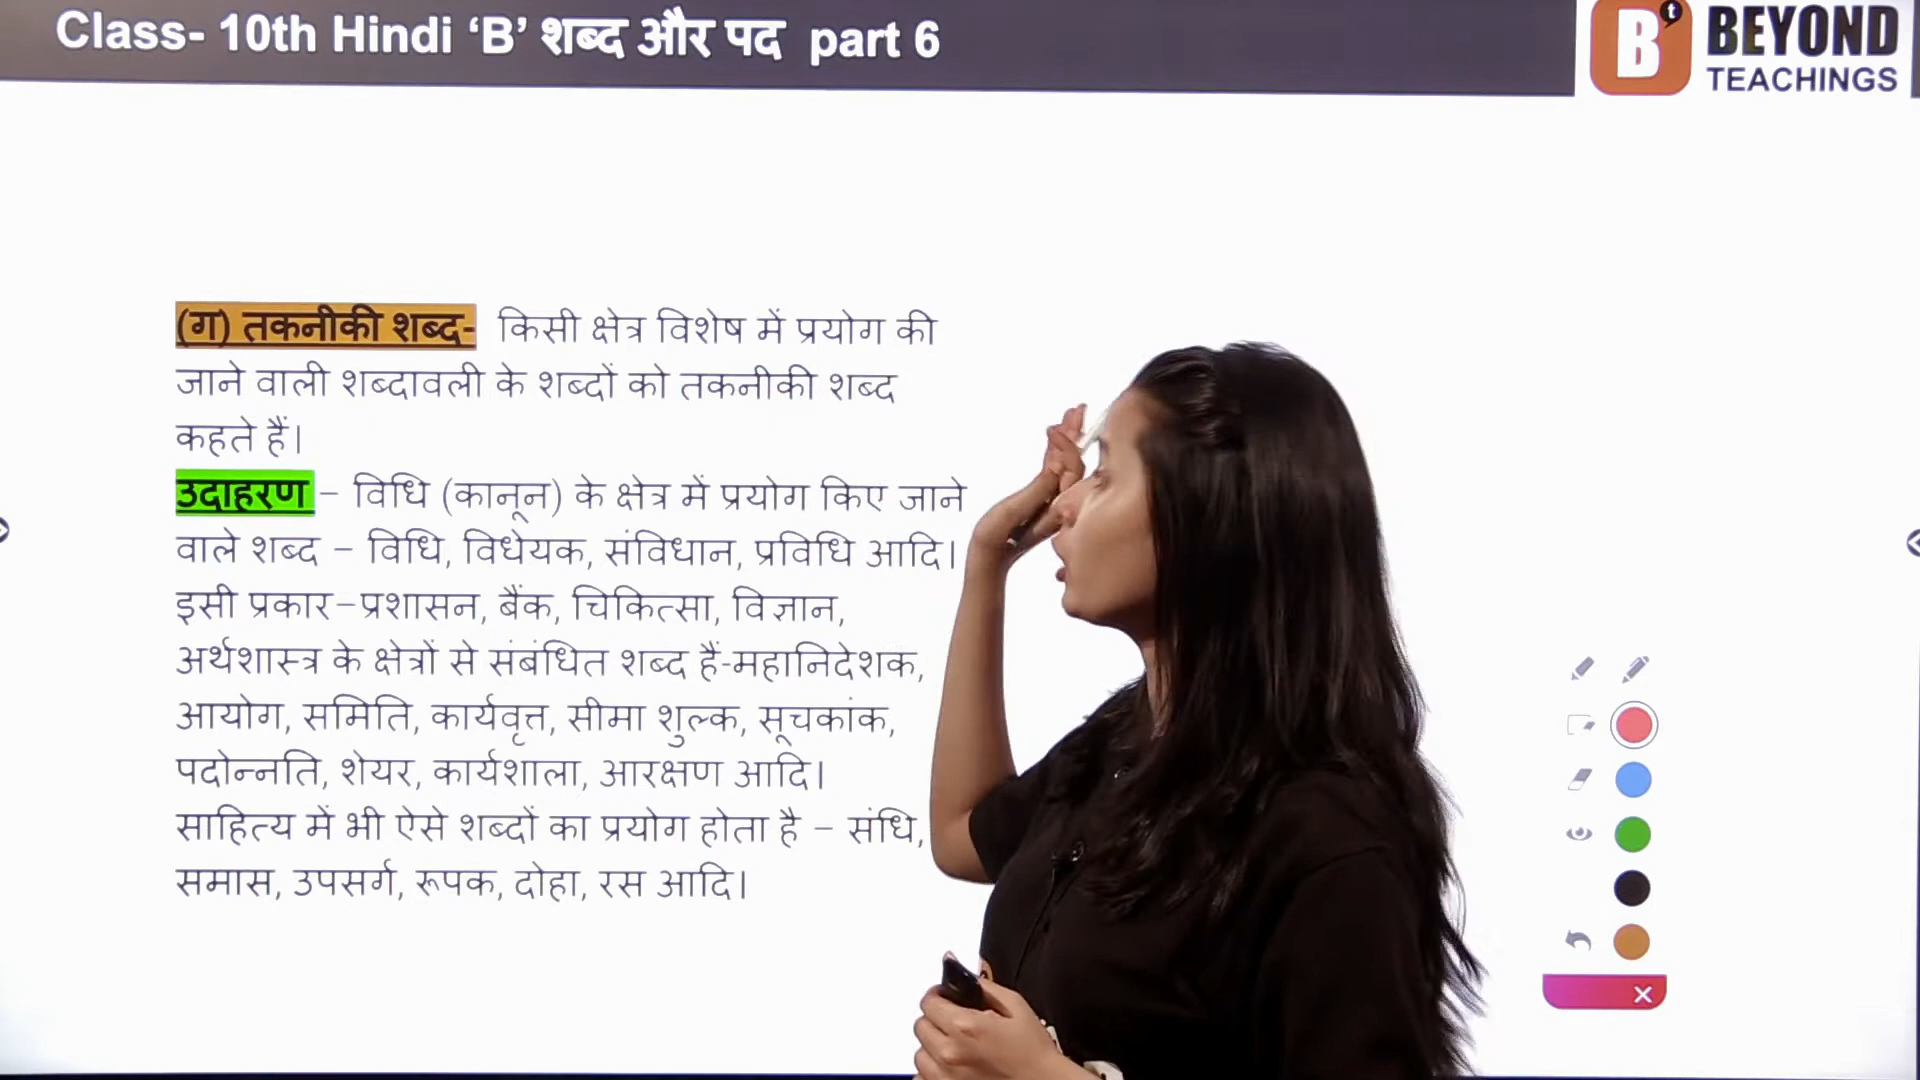 Class- 10th Hindi ‘B’ शब्द और पद part 6
B t
BEYOND
TEACHINGS
(ग) तकनीकी शब्द- किसी क्षेत्र विशेष में प्रयोग की
जाने वाली शब्दावली के शब्दों को तकनीकी शब्द
कहते हैं।
उदाहरण – विधि (कानून) के क्षेत्र में प्रयोग किए जाने
वाले शब्द – विधि, विधेयक, संविधान, प्रविधि आदि।
इसी प्रकार–प्रशासन, बैंक, चिकित्सा, विज्ञान,
अर्थशास्त्र के क्षेत्रों से संबंधित शब्द हैं-महानिदेशक,
आयोग, समिति, कार्यवृत्त, सीमा शुल्क, सूचकांक,
पदोन्नति, शेयर, कार्यशाला, आरक्षण आदि।
साहित्य में भी ऐसे शब्दों का प्रयोग होता है – संधि,
समास, उपसर्ग, रूपक, दोहा, रस आदि।